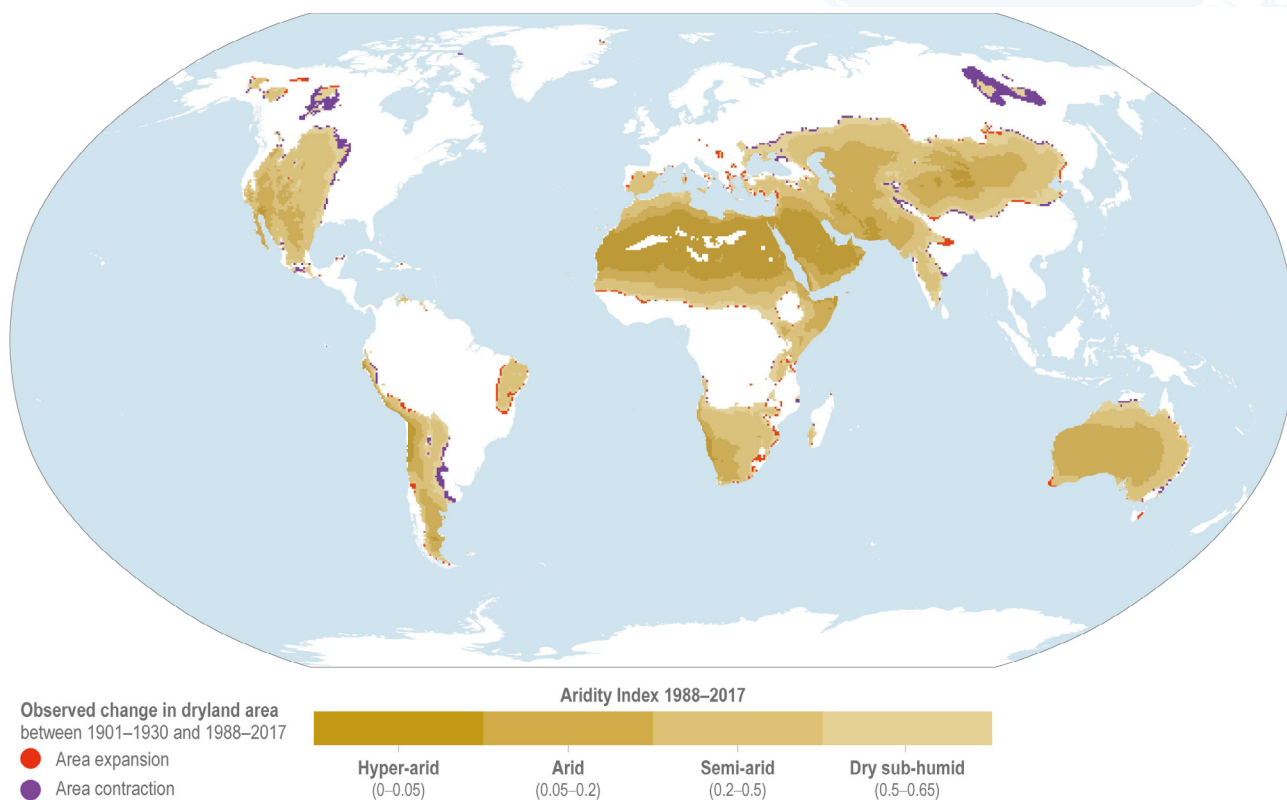 Aridity Index 1988–2017
Observed change in dryland area
between 1901–1930 and 1988–2017
Area expansion
Area contraction
Hyper-arid
(0–0.05)
Arid
(0.05–0.2)
Semi-arid
(0.2–0.5)
Dry sub-humid
(0.5–0.65)